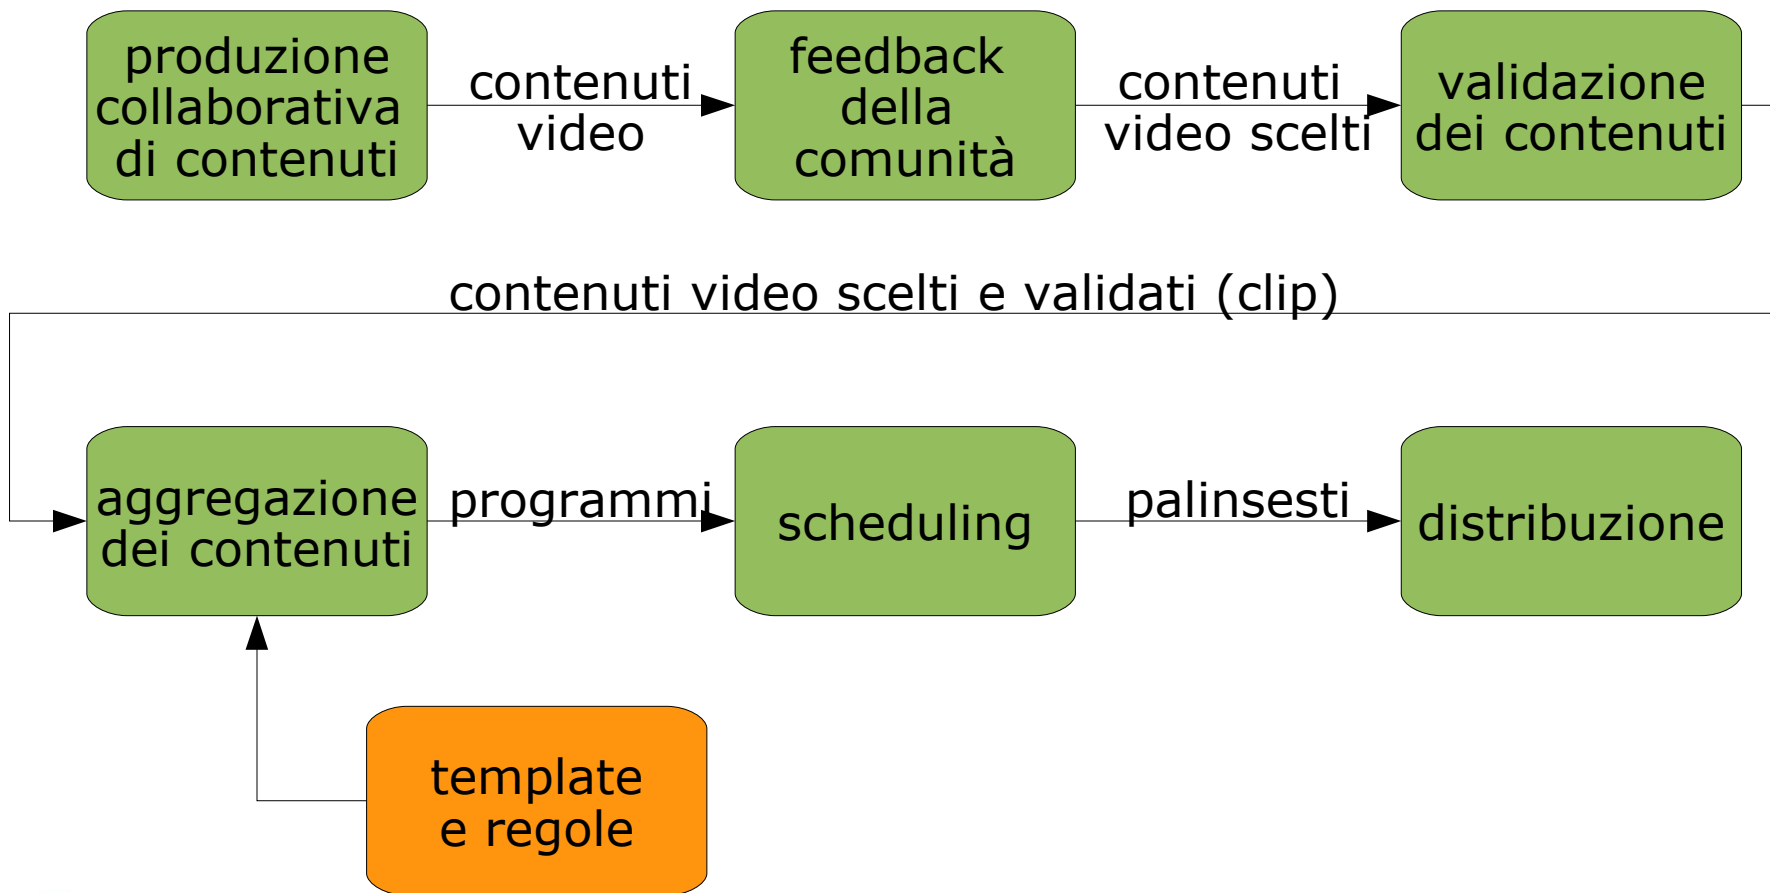 produzione
collaborativa
di contenuti
contenuti
video
feedback
della
comunità
contenuti
video scelti
validazione
dei contenuti
contenuti video scelti e validati (clip)
aggregazione
dei contenuti
programmi
scheduling
palinsesti
distribuzione
template
e regole